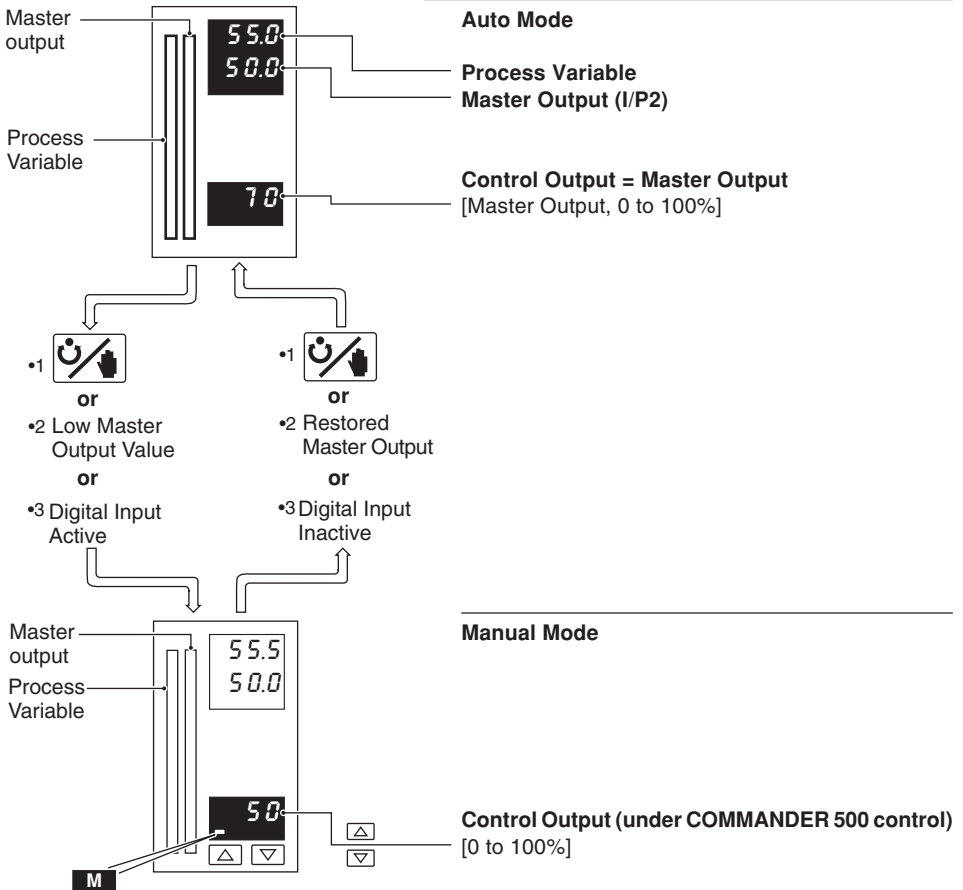 Master
output
55.0
50.0
Process
Variable
70
Auto Mode
Process Variable
Master Output (I/P2)
Control Output = Master Output
[Master Output, 0 to 100%]
•1
or
•2 Low Master
Output Value
or
•3 Digital Input
Active
•1
or
•2 Restored
Master Output
or
•3 Digital Input
Inactive
Master
output
Process
Variable
55.5
50.0
50
M
Manual Mode
Control Output (under COMMANDER 500 control)
[0 to 100%]